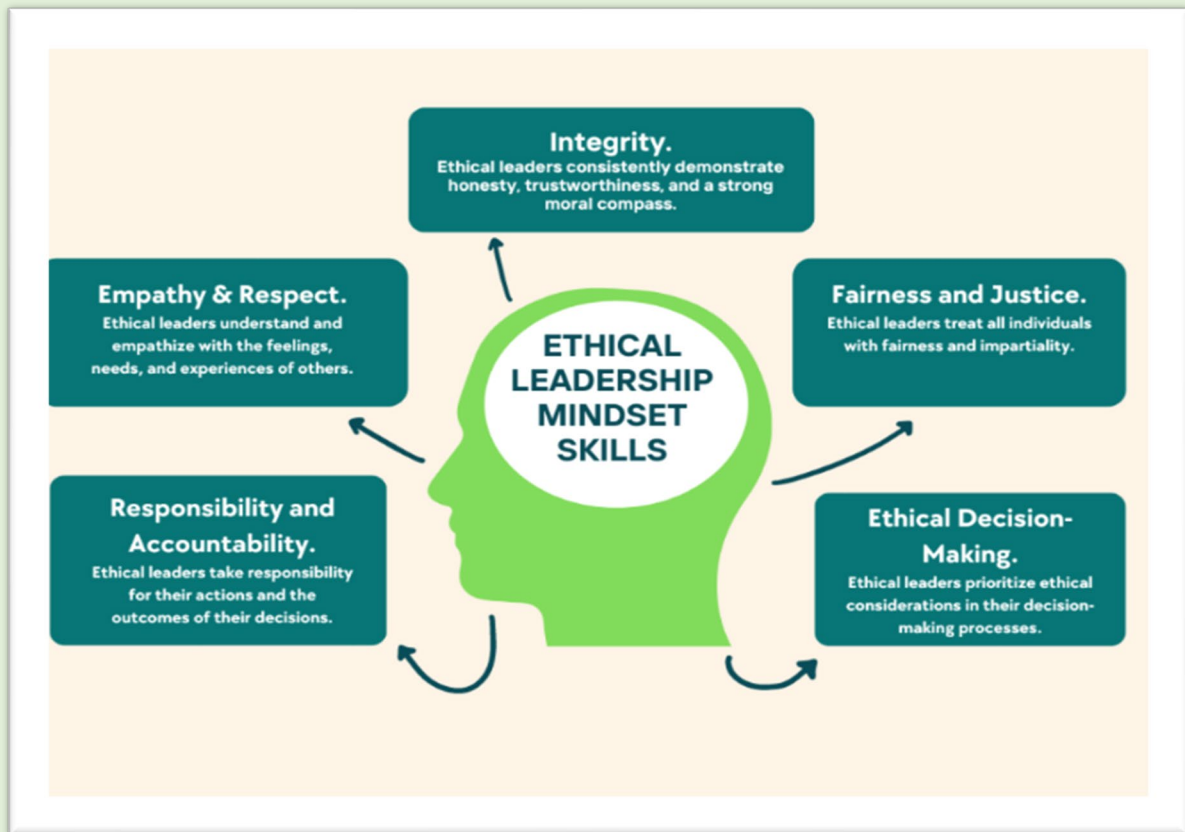 Integrity.
Ethical leaders consistently demonstrate
honesty, trustworthiness, and a strong
moral compass.
Empathy & Respect.
Ethical leaders understand and
empathize with the feelings,
needs, and experiences of others.
Fairness and Justice.
Ethical leaders treat all individuals
with fairness and impartiality.
ETHICAL
LEADERSHIP
MINDSET
SKILLS
Responsibility and
Accountability.
Ethical leaders take responsibility
for their actions and the
outcomes of their decisions.
Ethical Decision-
Making.
Ethical leaders prioritize ethical
considerations in their decision-
making processes.